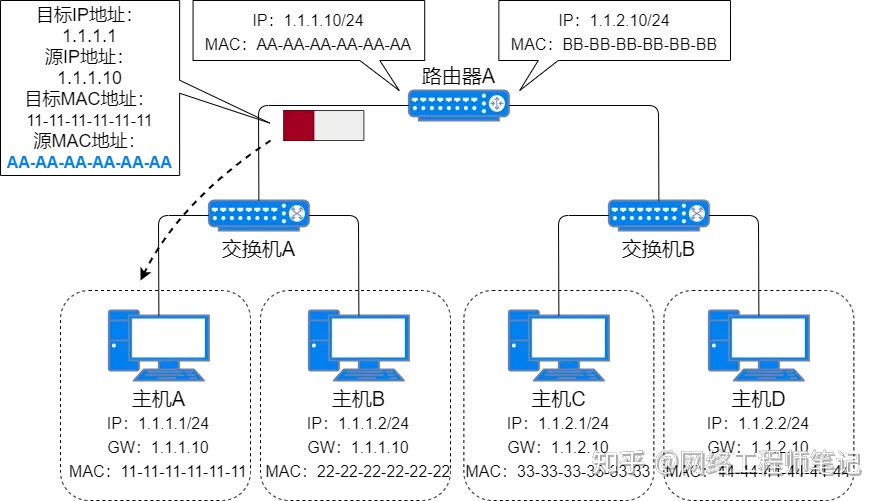 目标IP地址：
1.1.1.1
源IP地址：
1.1.1.10
目标MAC地址：
11-11-11-11-11-11
源MAC地址：
AA-AA-AA-AA-AA-AA
IP：1.1.1.10/24
MAC：AA-AA-AA-AA-AA-AA
IP：1.1.2.10/24
MAC：BB-BB-BB-BB-BB-BB
路由器A
交换机A
交换机B
主机A
IP：1.1.1.1/24
GW：1.1.1.10
MAC：11-11-11-11-11-11
主机B
IP：1.1.1.2/24
GW：1.1.1.10
MAC：22-22-22-22-22-22
主机C
IP：1.1.2.1/24
GW：1.1.2.10
MAC：33-33-33-33-33-33
主机D
IP：1.1.2.2/24
GW：1.1.2.10
MAC：44-44-44-44-44-44
知乎 @网络工程师笔记